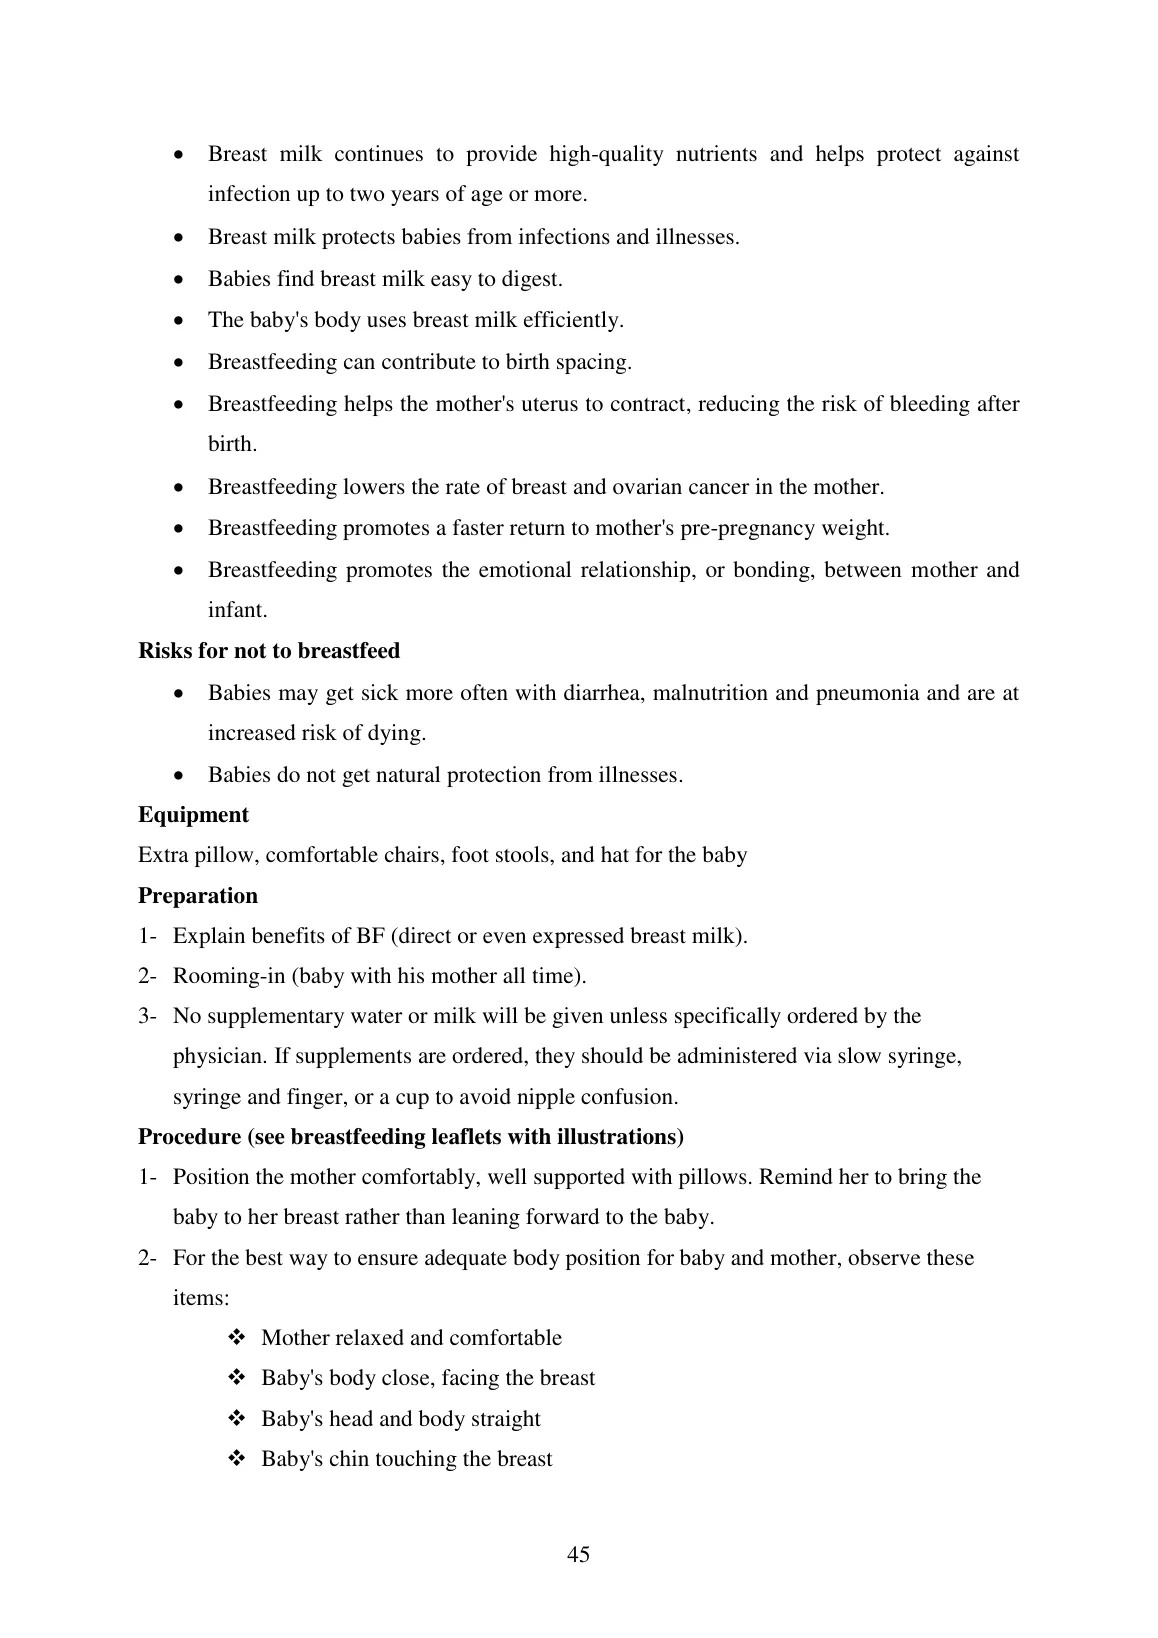 • Breast milk continues to provide high-quality nutrients and helps protect against
infection up to two years of age or more.
• Breast milk protects babies from infections and illnesses.
• Babies find breast milk easy to digest.
• The baby's body uses breast milk efficiently.
• Breastfeeding can contribute to birth spacing.
• Breastfeeding helps the mother's uterus to contract, reducing the risk of bleeding after
birth.
• Breastfeeding lowers the rate of breast and ovarian cancer in the mother.
• Breastfeeding promotes a faster return to mother's pre-pregnancy weight.
• Breastfeeding promotes the emotional relationship, or bonding, between mother and
infant.
Risks for not to breastfeed
• Babies may get sick more often with diarrhea, malnutrition and pneumonia and are at
increased risk of dying.
• Babies do not get natural protection from illnesses.
Equipment
Extra pillow, comfortable chairs, foot stools, and hat for the baby
Preparation
1- Explain benefits of BF (direct or even expressed breast milk).
2- Rooming-in (baby with his mother all time).
3- No supplementary water or milk will be given unless specifically ordered by the
physician. If supplements are ordered, they should be administered via slow syringe,
syringe and finger, or a cup to avoid nipple confusion.
Procedure (see breastfeeding leaflets with illustrations)
1- Position the mother comfortably, well supported with pillows. Remind her to bring the
baby to her breast rather than leaning forward to the baby.
2- For the best way to ensure adequate body position for baby and mother, observe these
items:
❖ Mother relaxed and comfortable
❖ Baby's body close, facing the breast
❖ Baby's head and body straight
❖ Baby's chin touching the breast
45